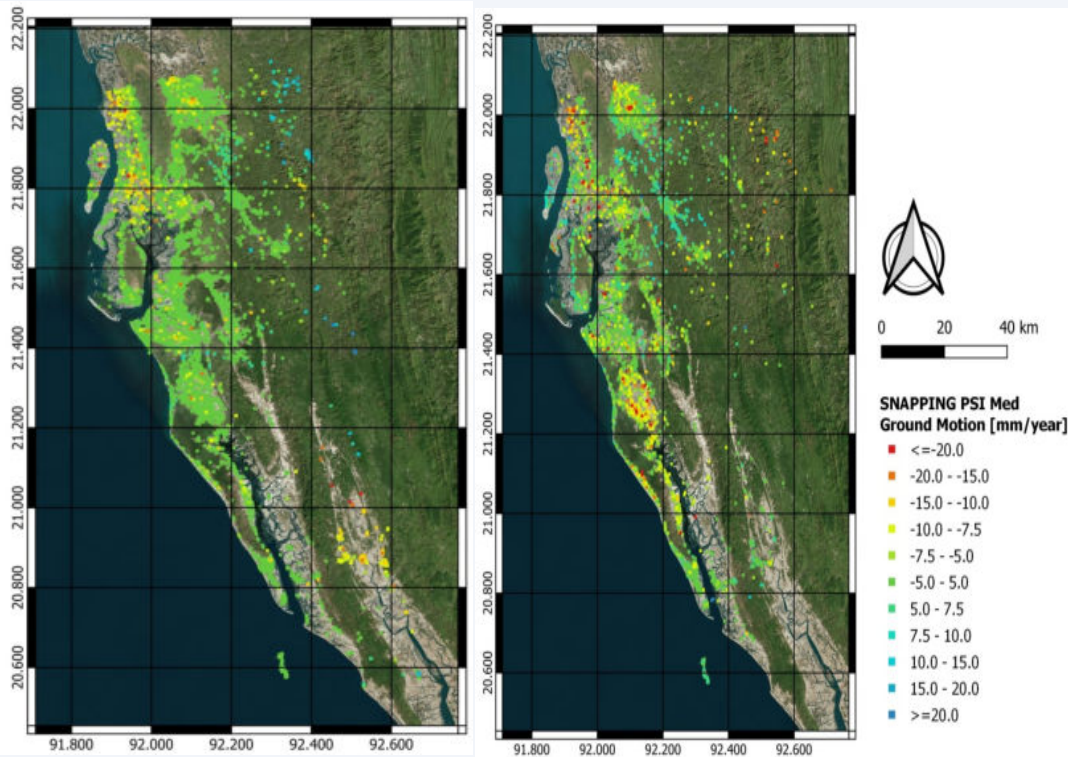 22.200
22.000
21.800
21.600
21.400
21.200
21.000
20.800
20.600
91.800 92.000 92.200 92.400 92.600
22.200
22.000
21.800
21.600
21.400
21.200
21.000
20.800
20.600
91.800 92.000 92.200 92.400 92.600
0 20 40 km
SNAPPING PSI Med
Ground Motion [mm/year]
<=-20.0
-20.0 - -15.0
-15.0 - -10.0
-10.0 - -7.5
-7.5 - -5.0
-5.0 - 5.0
5.0 - 7.5
7.5 - 10.0
10.0 - 15.0
15.0 - 20.0
>=20.0